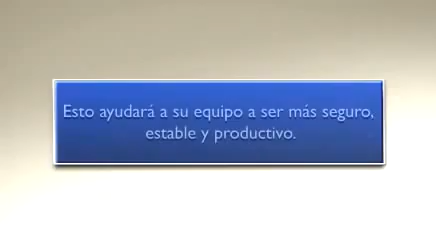 Esto ayudará a su equipo a ser más seguro,
estable y productivo.